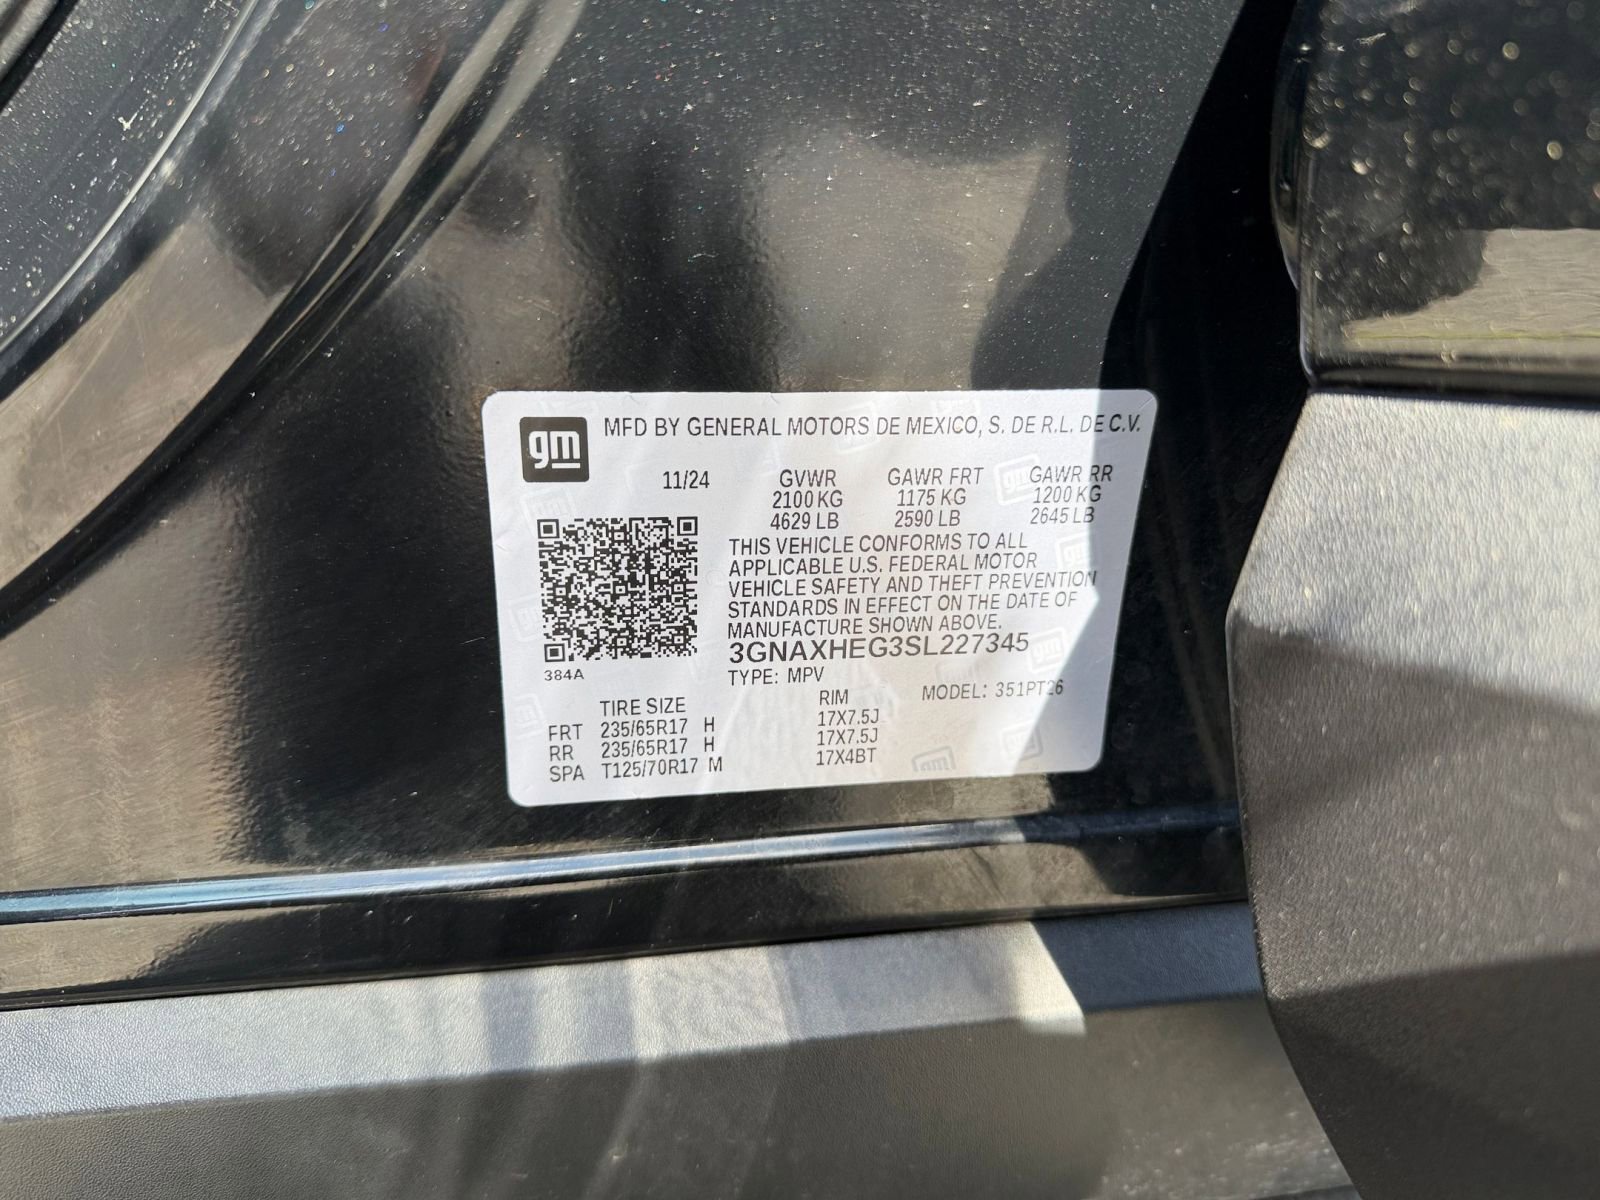 gm MFD BY GENERAL MOTORS DE MEXICO, S. DE R.L. DE C.V.
11/24 GVWR GAWR FRT GAWR RR
2100 KG 1175 KG 1200 KG
4629 LB 2590 LB 2645 LB
THIS VEHICLE CONFORMS TO ALL
APPLICABLE U.S. FEDERAL MOTOR
VEHICLE SAFETY AND THEFT PREVENTION
STANDARDS IN EFFECT ON THE DATE OF
MANUFACTURE SHOWN ABOVE.
3GNAXHEG3SL227345
384A TYPE: MPV
TIRE SIZE RIM MODEL: 351PT26
FRT 235/65R17 H 17X7.5J
RR 235/65R17 H 17X7.5J
SPA T125/70R17 M 17X4BT